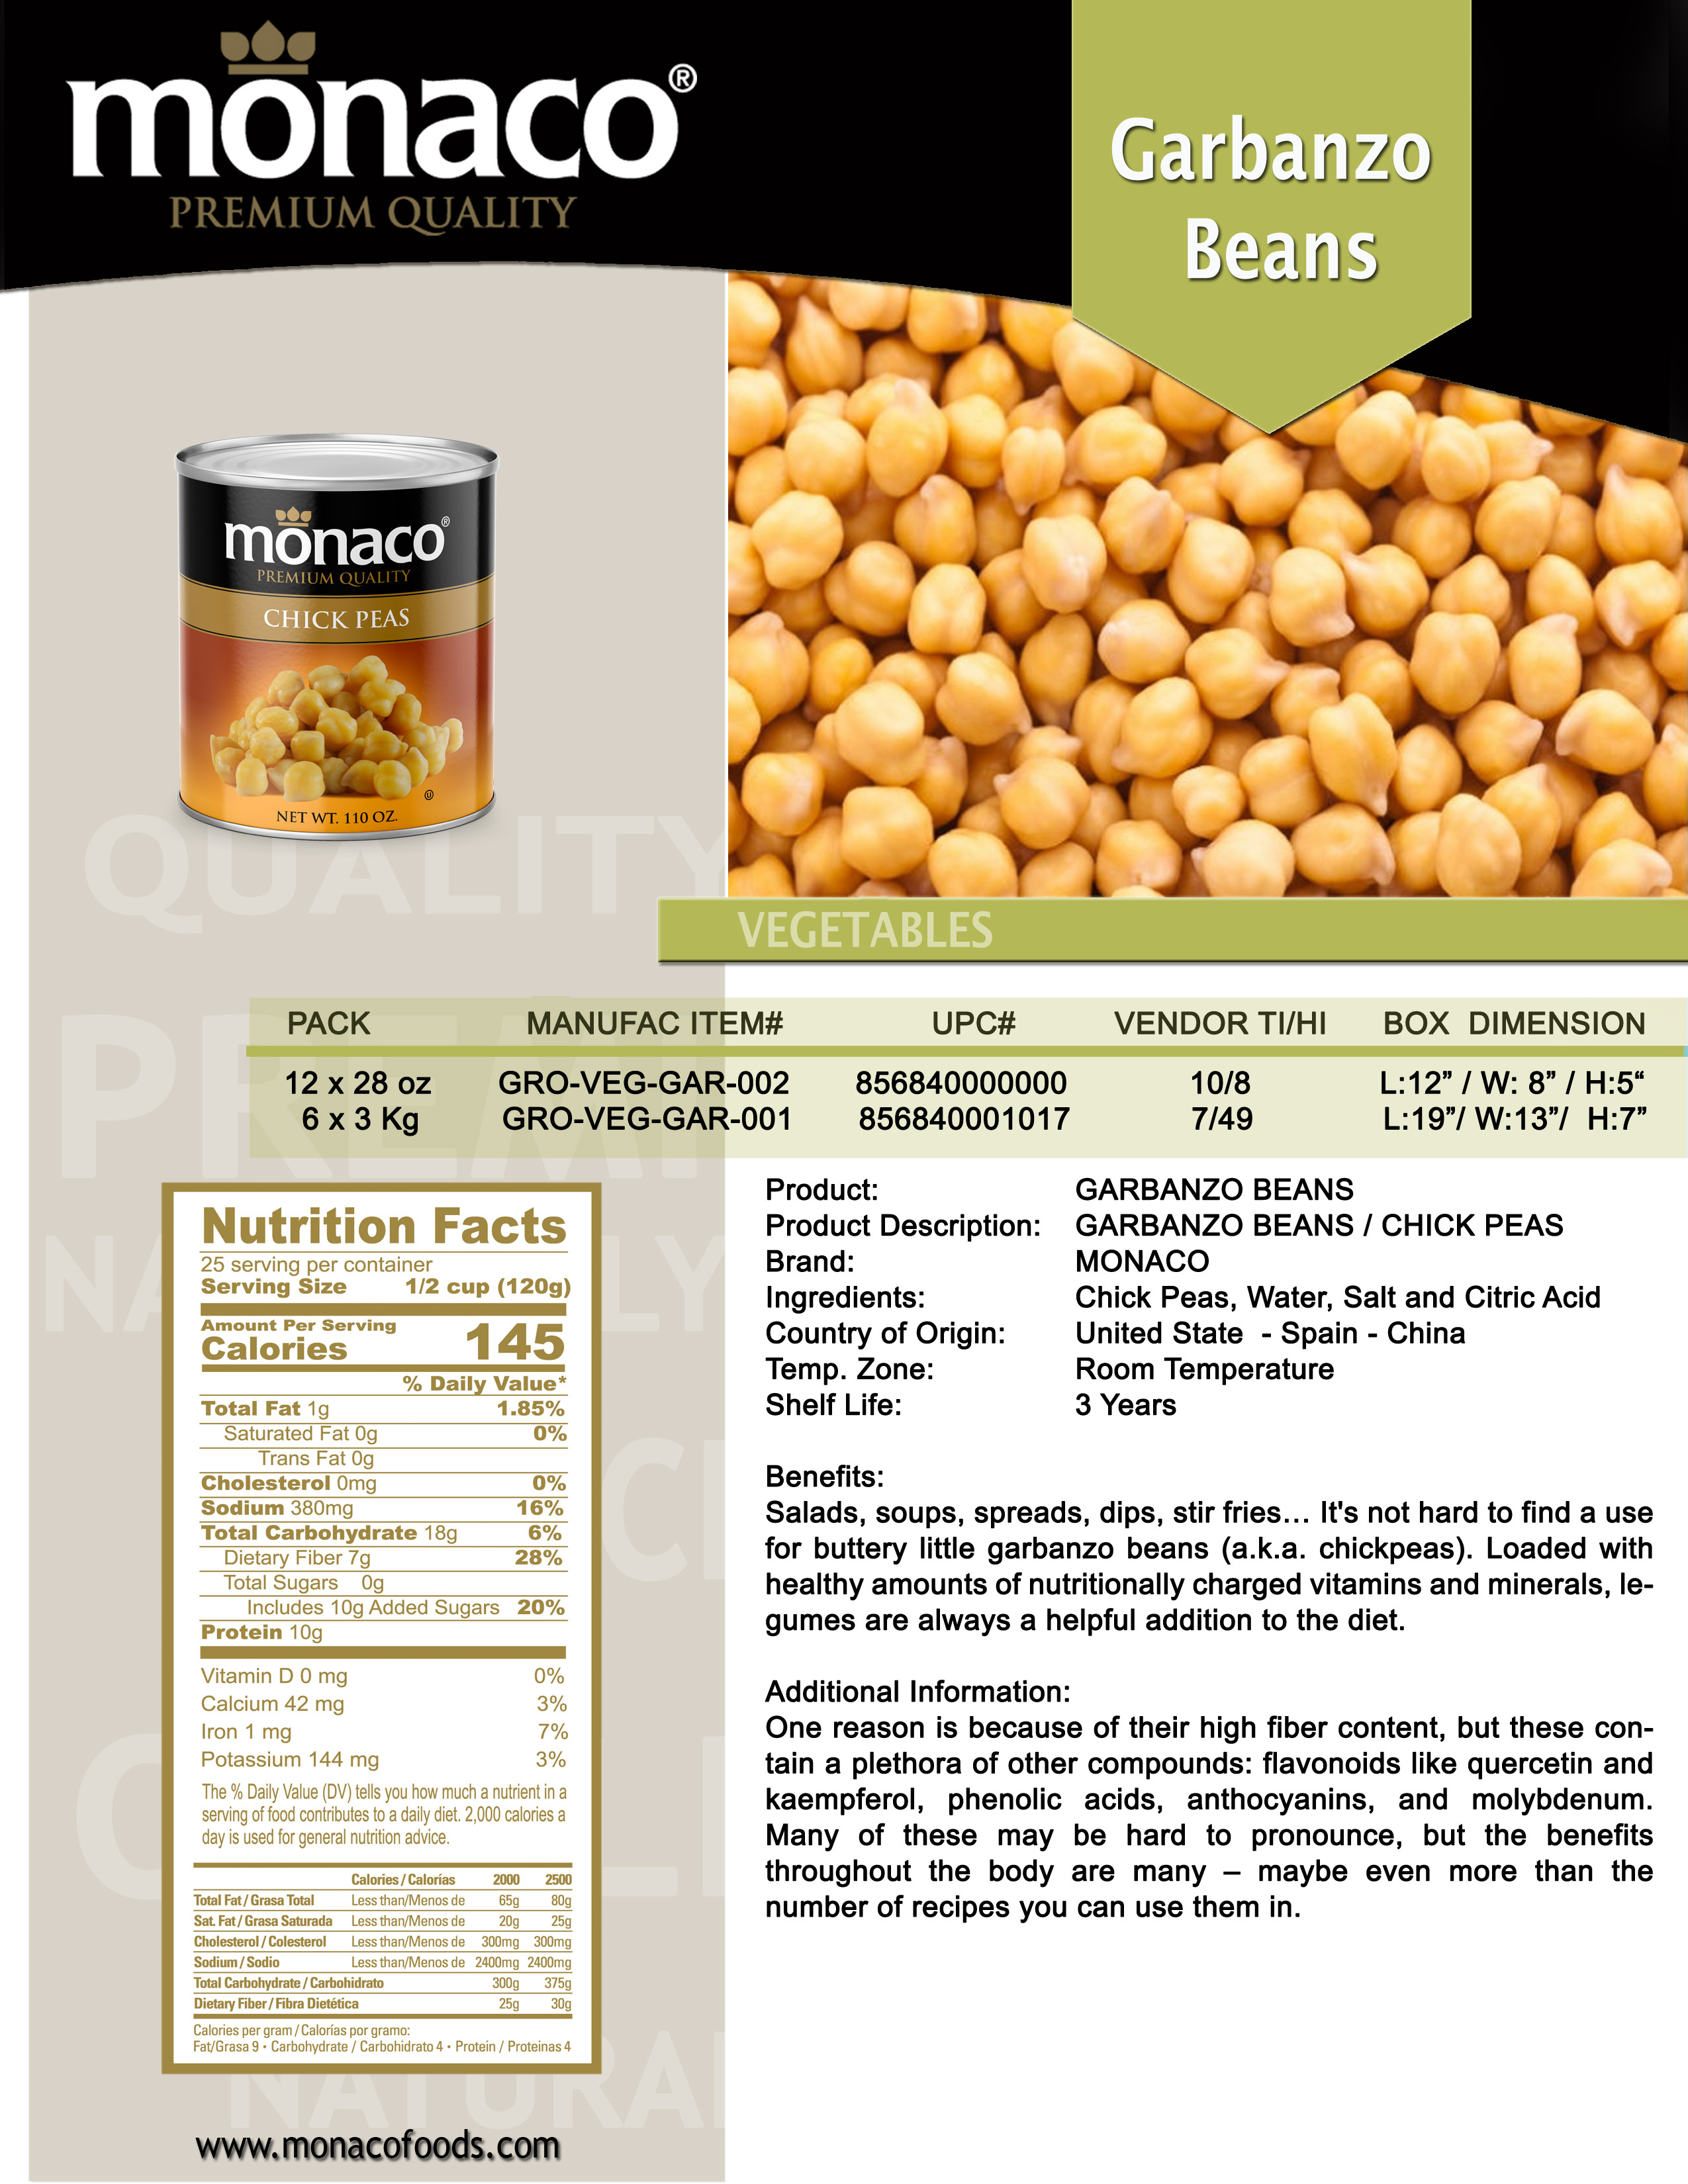 monaco®
PREMIUM QUALITY
Garbanzo
Beans
monaco®
PREMIUM QUALITY
CHICK PEAS
U
NET WT. 110 OZ.
QUALITY
VEGETABLES
PACK MANUFAC ITEM# UPC# VENDOR TI/HI BOX DIMENSION
12 x 28 oz GRO-VEG-GAR-002 856840000000 10/8 L:12” / W: 8” / H:5“
6 x 3 Kg GRO-VEG-GAR-001 856840001017 7/49 L:19”/ W:13”/ H:7”
Nutrition Facts
25 serving per container
Serving Size 1/2 cup (120g)
Amount Per Serving
Calories 145
% Daily Value*
Total Fat 1g 1.85%
Saturated Fat 0g 0%
Trans Fat 0g
Cholesterol 0mg 0%
Sodium 380mg 16%
Total Carbohydrate 18g 6%
Dietary Fiber 7g 28%
Total Sugars 0g
Includes 10g Added Sugars 20%
Protein 10g
Vitamin D 0 mg 0%
Calcium 42 mg 3%
Iron 1 mg 7%
Potassium 144 mg 3%
The % Daily Value (DV) tells you how much a nutrient in a
serving of food contributes to a daily diet. 2,000 calories a
day is used for general nutrition advice.
Calories / Calorías 2000 2500
Total Fat / Grasa Total Less than/Menos de 65g 80g
Sat. Fat / Grasa Saturada Less than/Menos de 20g 25g
Cholesterol / Colesterol Less than/Menos de 300mg 300mg
Sodium / Sodio Less than/Menos de 2400mg 2400mg
Total Carbohydrate / Carbohidrato 300g 375g
Dietary Fiber / Fibra Dietética 25g 30g
Calories per gram / Calorías por gramo:
Fat/Grasa 9 • Carbohydrate / Carbohidrato 4 • Protein / Proteinas 4
www.monacofoods.com
Product: GARBANZO BEANS
Product Description: GARBANZO BEANS / CHICK PEAS
Brand: MONACO
Ingredients: Chick Peas, Water, Salt and Citric Acid
Country of Origin: United State - Spain - China
Temp. Zone: Room Temperature
Shelf Life: 3 Years
Benefits:
Salads, soups, spreads, dips, stir fries… It's not hard to find a use
for buttery little garbanzo beans (a.k.a. chickpeas). Loaded with
healthy amounts of nutritionally charged vitamins and minerals, le-
gumes are always a helpful addition to the diet.
Additional Information:
One reason is because of their high fiber content, but these con-
tain a plethora of other compounds: flavonoids like quercetin and
kaempferol, phenolic acids, anthocyanins, and molybdenum.
Many of these may be hard to pronounce, but the benefits
throughout the body are many – maybe even more than the
number of recipes you can use them in.